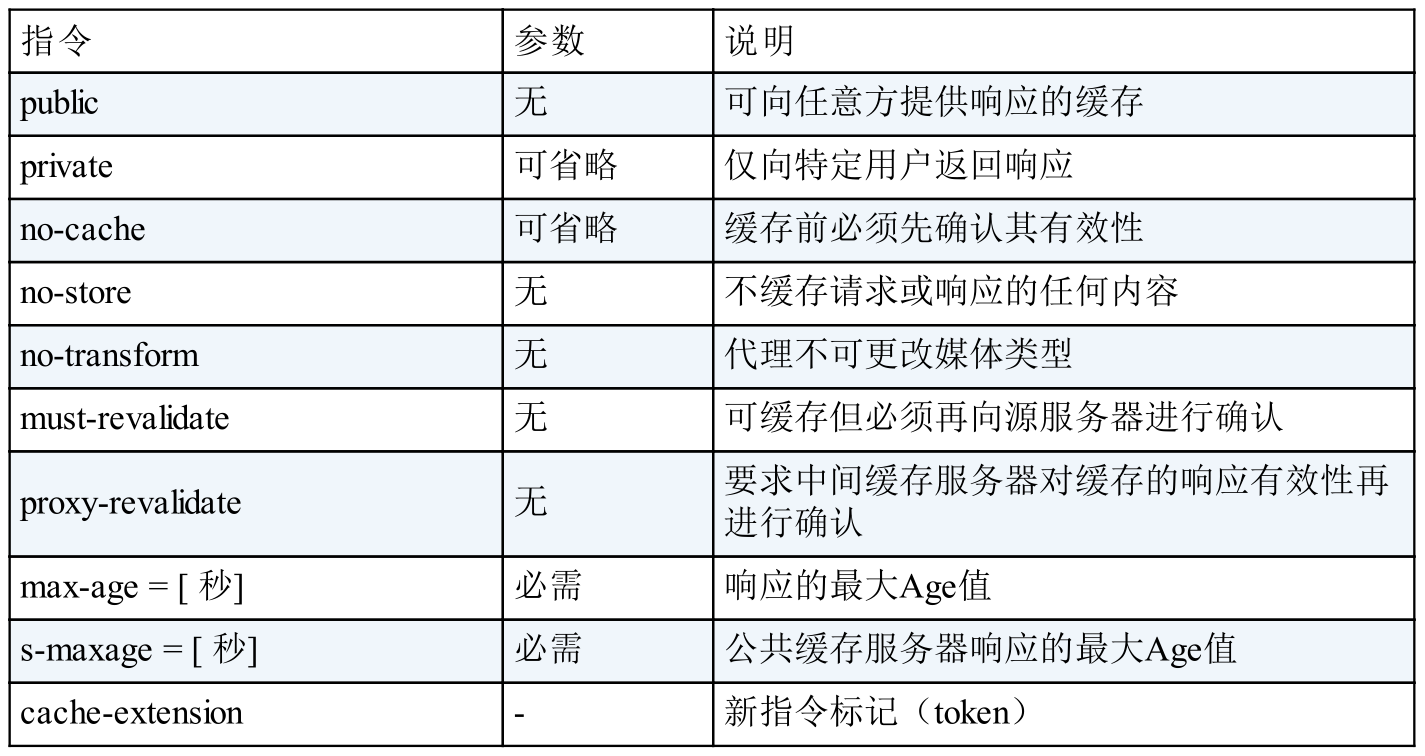 指令 参数 说明
public 无 可向任意方提供响应的缓存
private 可省略 仅向特定用户返回响应
no-cache 可省略 缓存前必须先确认其有效性
no-store 无 不缓存请求或响应的任何内容
no-transform 无 代理不可更改媒体类型
must-revalidate 无 可缓存但必须再向源服务器进行确认
proxy-revalidate 无 要求中间缓存服务器对缓存的响应有效性再
进行确认
max-age = [ 秒] 必需 响应的最大Age值
s-maxage = [ 秒] 必需 公共缓存服务器响应的最大Age值
cache-extension - 新指令标记（token）